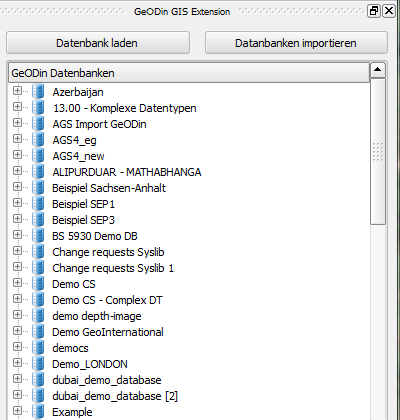 GeODin GIS Extension
Datenbank laden
Datanbanken importieren
GeODin Datenbanken
Azerbaijan
13.00 - Komplexe Datentypen
AGS Import GeODin
AGS4_eg
AGS4_new
ALIPURDUAR - MATHABHANGA
Beispiel Sachsen-Anhalt
Beispiel SEP1
Beispiel SEP3
BS 5930 Demo DB
Change requests Syslib
Change requests Syslib 1
Demo CS
Demo CS - Complex DT
demo depth-image
Demo GeoInternational
democs
Demo_LONDON
dubai_demo_database
dubai_demo_database [2]
Example